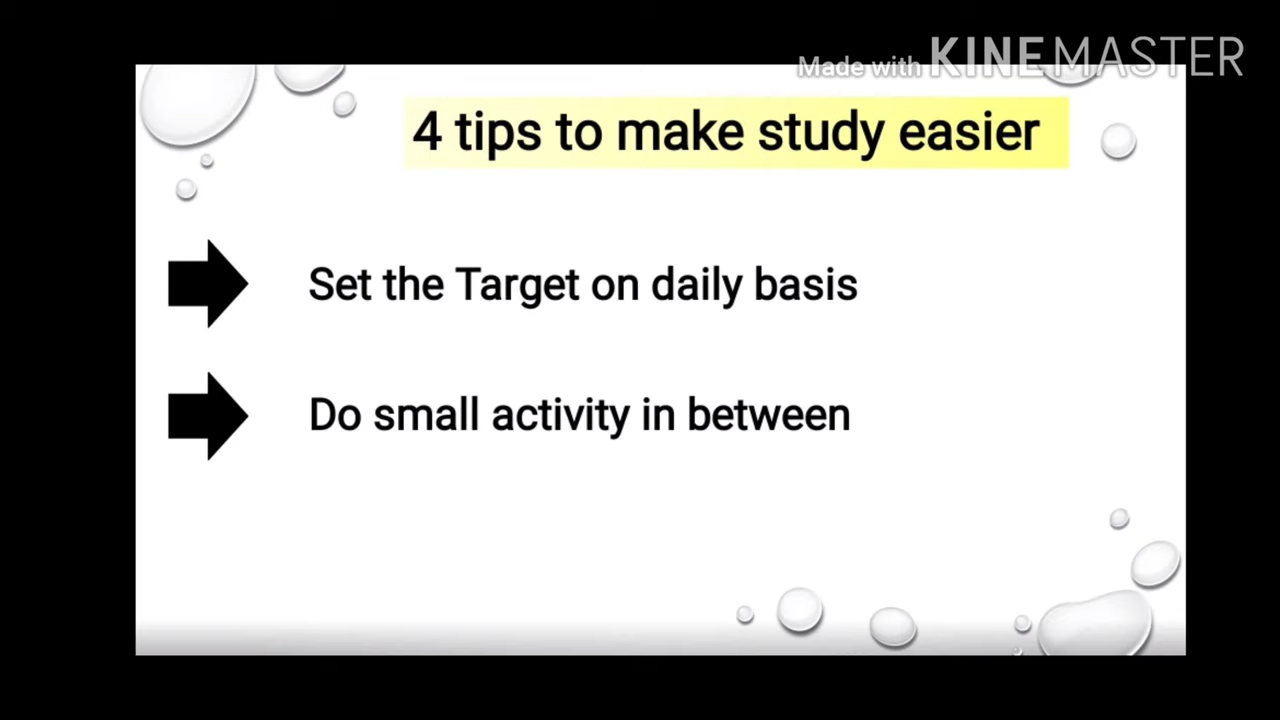 Made with KINEMASTER
4 tips to make study easier
Set the Target on daily basis
Do small activity in between